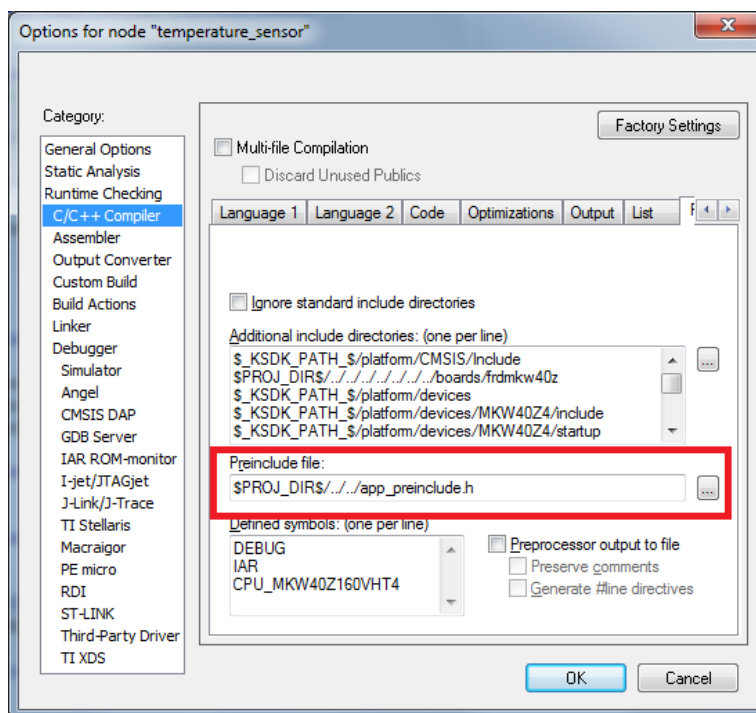 Options for node "temperature_sensor"
Category:
General Options
Static Analysis
Runtime Checking
C/C++ Compiler
Assembler
Output Converter
Custom Build
Build Actions
Linker
Debugger
Simulator
Angel
CMSIS DAP
GDB Server
IAR ROM-monitor
I-jet/JTAGjet
J-Link/J-Trace
TI Stellaris
Macraigor
PE micro
RDI
ST-LINK
Third-Party Driver
TI XDS
Factory Settings
Multi-file Compilation
Discard Unused Publics
Language 1 Language 2 Code Optimizations Output List
Ignore standard include directories
Additional include directories: (one per line)
$_KSDK_PATH_$/platform/CMSIS/Include
$PROJ_DIR$/../../../../../../../boards/frdmkw40z
$_KSDK_PATH_$/platform/devices
$_KSDK_PATH_$/platform/devices/MKW40Z4/include
$_KSDK_PATH_$/platform/devices/MKW40Z4/startup
...
Preinclude file:
$PROJ_DIR$/../../app_preinclude.h
...
Defined symbols: (one per line)
DEBUG
IAR
CPU_MKW40Z160VHT4
Preprocessor output to file
Preserve comments
Generate #line directives
OK
Cancel